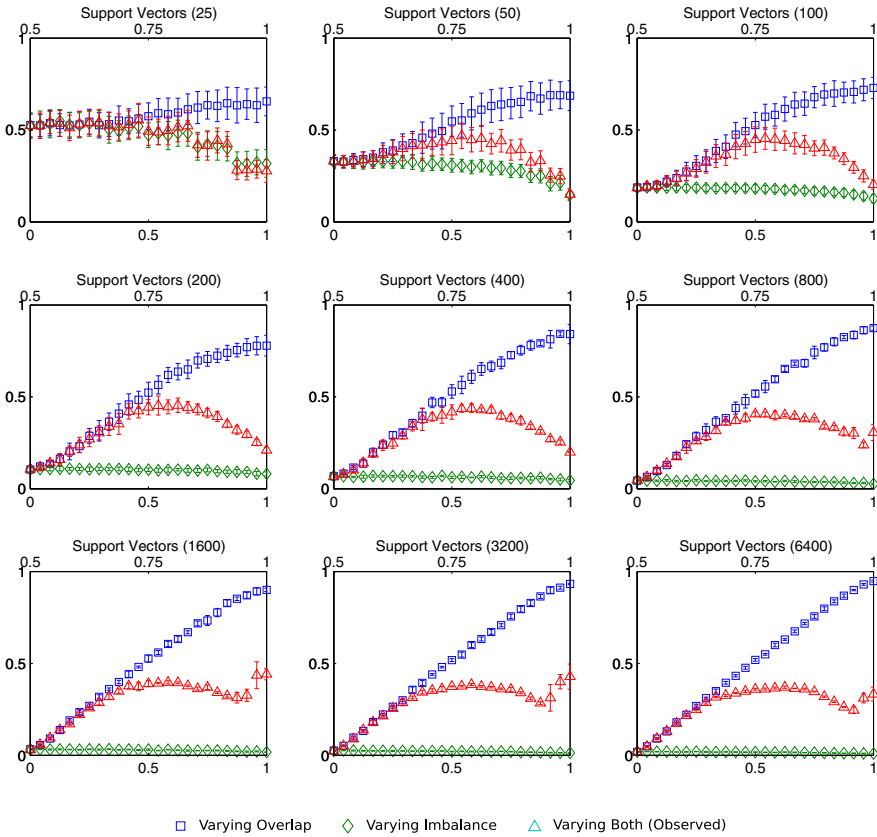 Support Vectors (25)
0.5 0.75 1
1
0.5
0
0 0.5 1
Support Vectors (50)
0.5 0.75 1
1
0.5
0
0 0.5 1
Support Vectors (100)
0.5 0.75 1
1
0.5
0
0 0.5 1
Support Vectors (200)
0.5 0.75 1
1
0.5
0
0 0.5 1
Support Vectors (400)
0.5 0.75 1
1
0.5
0
0 0.5 1
Support Vectors (800)
0.5 0.75 1
1
0.5
0
0 0.5 1
Support Vectors (1600)
0.5 0.75 1
1
0.5
0
0 0.5 1
Support Vectors (3200)
0.5 0.75 1
1
0.5
0
0 0.5 1
Support Vectors (6400)
0.5 0.75 1
1
0.5
0
0 0.5 1
Varying Overlap Varying Imbalance Varying Both (Observed)